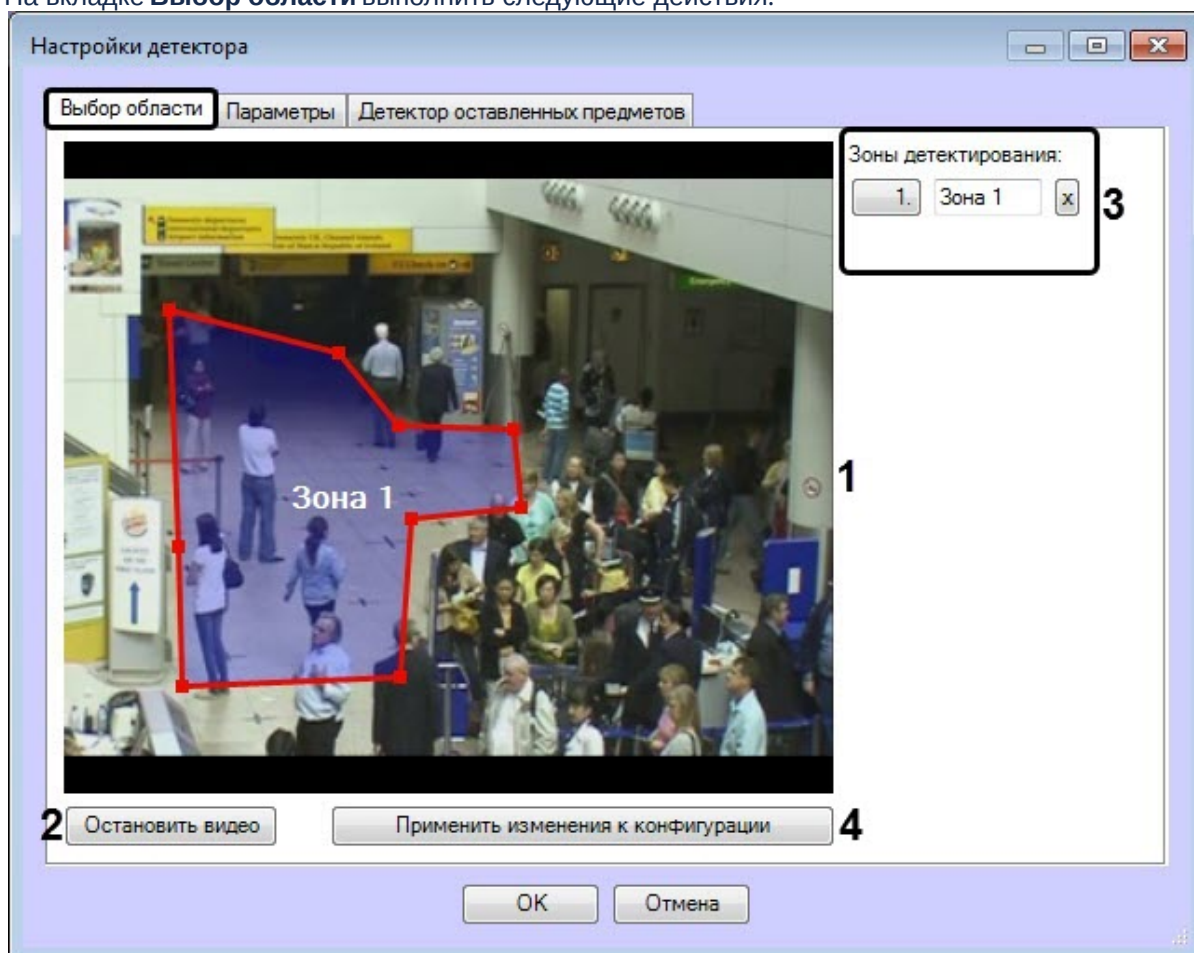 На вкладке Выбор области выполнить следующие действия:
Настройки детектора
Выбор области Параметры Детектор оставленных предметов
Зоны детектирования:
1. Зона 1 x 3
1
Зона 1
2 Остановить видео Применить изменения к конфигурации 4
OK Отмена